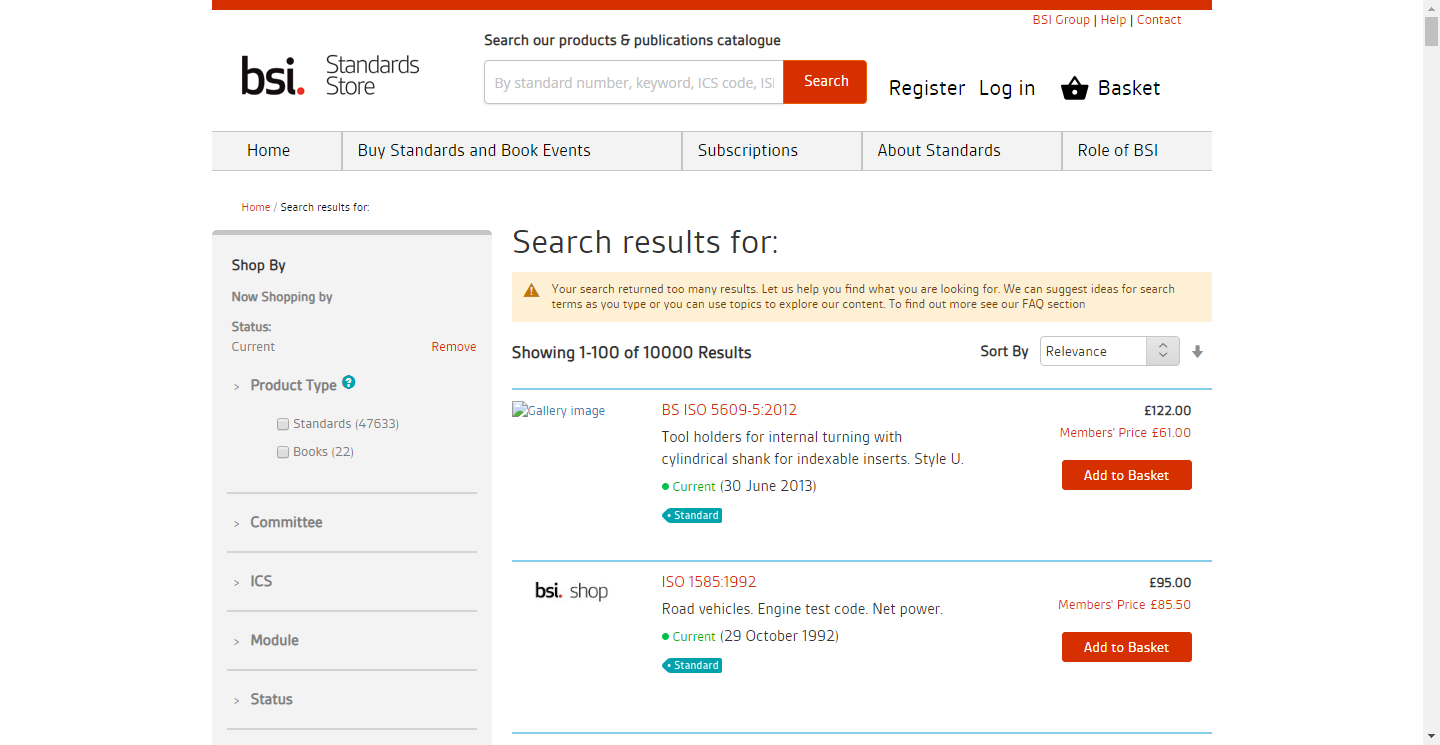 BSI Group | Help | Contact
Search our products & publications catalogue
bsi. Standards Store
By standard number, keyword, ICS code, ISI
Search
Register Log in Basket
Home
Buy Standards and Book Events
Subscriptions
About Standards
Role of BSI
Home / Search results for:
Shop By
Now Shopping by
Status:
Current
Remove
> Product Type ?
Standards (47633)
Books (22)
> Committee
> ICS
> Module
> Status
Search results for:
Your search returned too many results. Let us help you find what you are looking for. We can suggest ideas for search
terms as you type or you can use topics to explore our content. To find out more see our FAQ section
Showing 1-100 of 10000 Results
Sort By
Relevance
Gallery image
BS ISO 5609-5:2012
Tool holders for internal turning with
cylindrical shank for indexable inserts. Style U.
Current (30 June 2013)
Standard
£122.00
Members' Price £61.00
Add to Basket
bsi. shop
ISO 1585:1992
Road vehicles. Engine test code. Net power.
Current (29 October 1992)
Standard
£95.00
Members' Price £85.50
Add to Basket